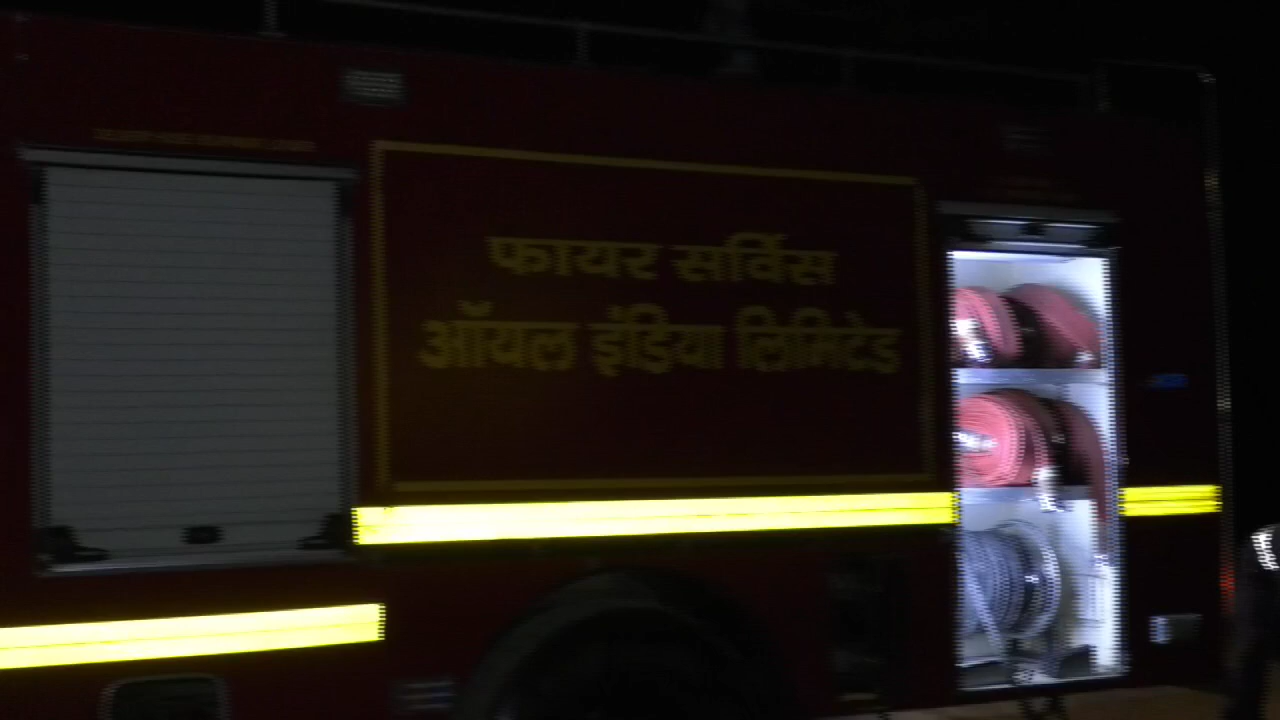 फायर सर्विस
ऑयल इंडिया लिमिटेड